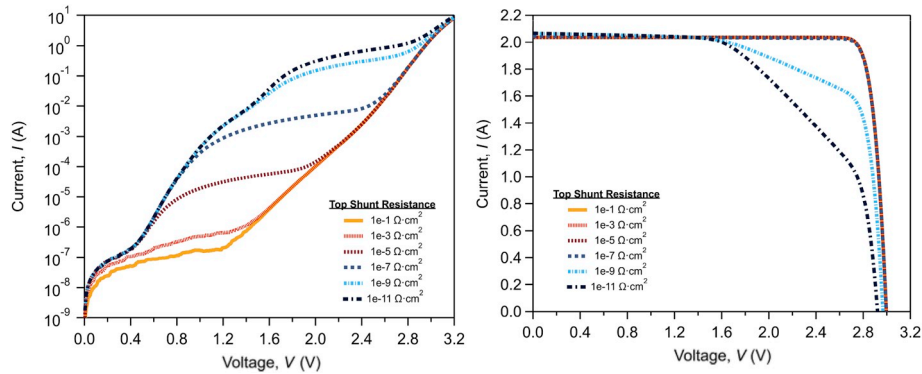 10^1
10^0
10^-1
10^-2
10^-3
10^-4
10^-5
10^-6
10^-7
10^-8
10^-9
Current, I (A)
Top Shunt Resistance
1e-1 Ω·cm^2
1e-3 Ω·cm^2
1e-5 Ω·cm^2
1e-7 Ω·cm^2
1e-9 Ω·cm^2
1e-11 Ω·cm^2
0.0 0.4 0.8 1.2 1.6 2.0 2.4 2.8 3.2
Voltage, V (V)
2.2
2.0
1.8
1.6
1.4
1.2
1.0
0.8
0.6
0.4
0.2
0.0
Current, I (A)
Top Shunt Resistance
1e-1 Ω·cm^2
1e-3 Ω·cm^2
1e-5 Ω·cm^2
1e-7 Ω·cm^2
1e-9 Ω·cm^2
1e-11 Ω·cm^2
0.0 0.4 0.8 1.2 1.6 2.0 2.4 2.8 3.2
Voltage, V (V)